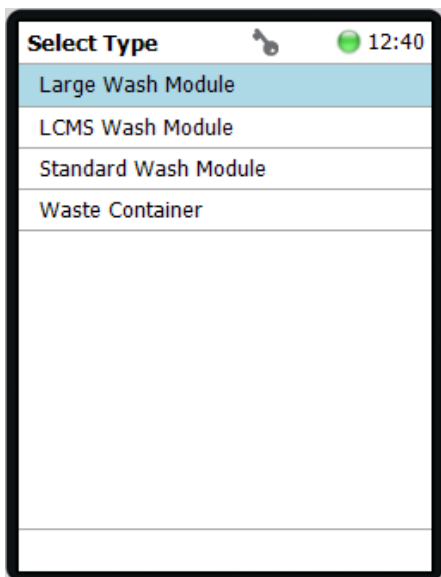 Select Type 12:40
Large Wash Module
LCMS Wash Module
Standard Wash Module
Waste Container